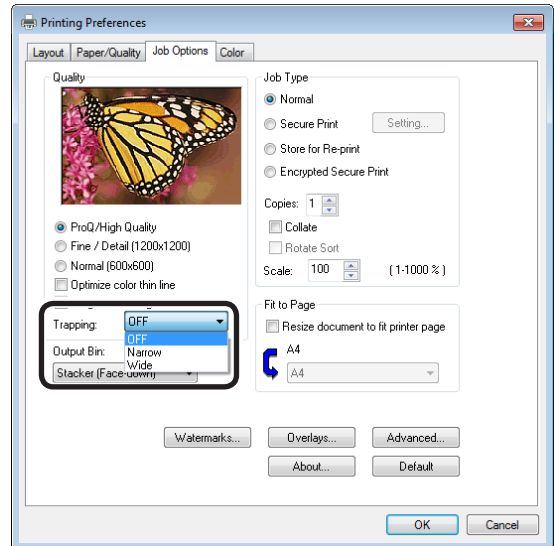 Printing Preferences
Layout Paper/Quality Job Options Color
Quality
ProQ/High Quality
Fine / Detail (1200x1200)
Normal (600x600)
Optimize color thin line
Trapping: OFF
OFF
Narrow
Wide
Output Bin:
Stacker (Face-down)
Job Type
Normal
Secure Print Setting...
Store for Re-print
Encrypted Secure Print
Copies: 1
Collate
Rotate Sort
Scale: 100 (1-1000 %)
Fit to Page
Resize document to fit printer page
A4
A4
Watermarks... Overlays... Advanced...
About... Default
OK Cancel